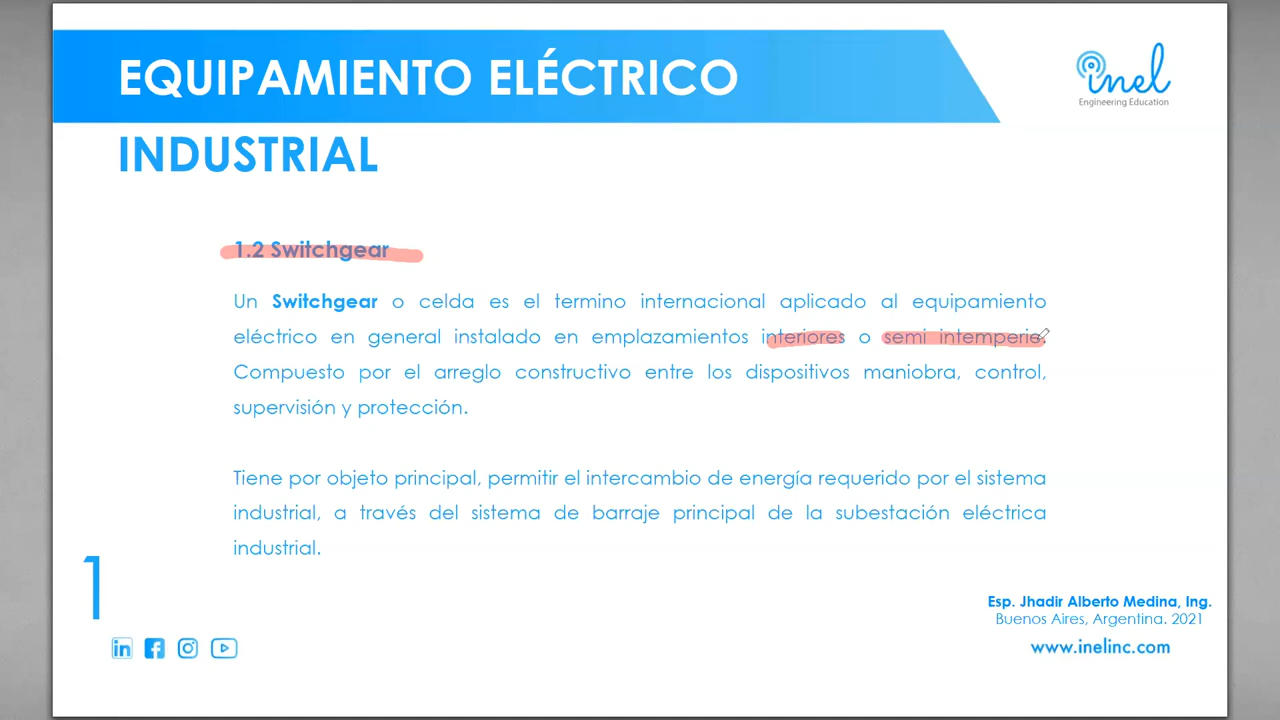 EQUIPAMIENTO ELÉCTRICO
INDUSTRIAL
inel
Engineering Education
1.2 Switchgear
Un Switchgear o celda es el termino internacional aplicado al equipamiento
eléctrico en general instalado en emplazamientos interiores o semi intemperie.
Compuesto por el arreglo constructivo entre los dispositivos maniobra, control,
supervisión y protección.
Tiene por objeto principal, permitir el intercambio de energía requerido por el sistema
industrial, a través del sistema de barraje principal de la subestación eléctrica
industrial.
1
Esp. Jhadir Alberto Medina, Ing.
Buenos Aires, Argentina. 2021
www.inelinc.com
in